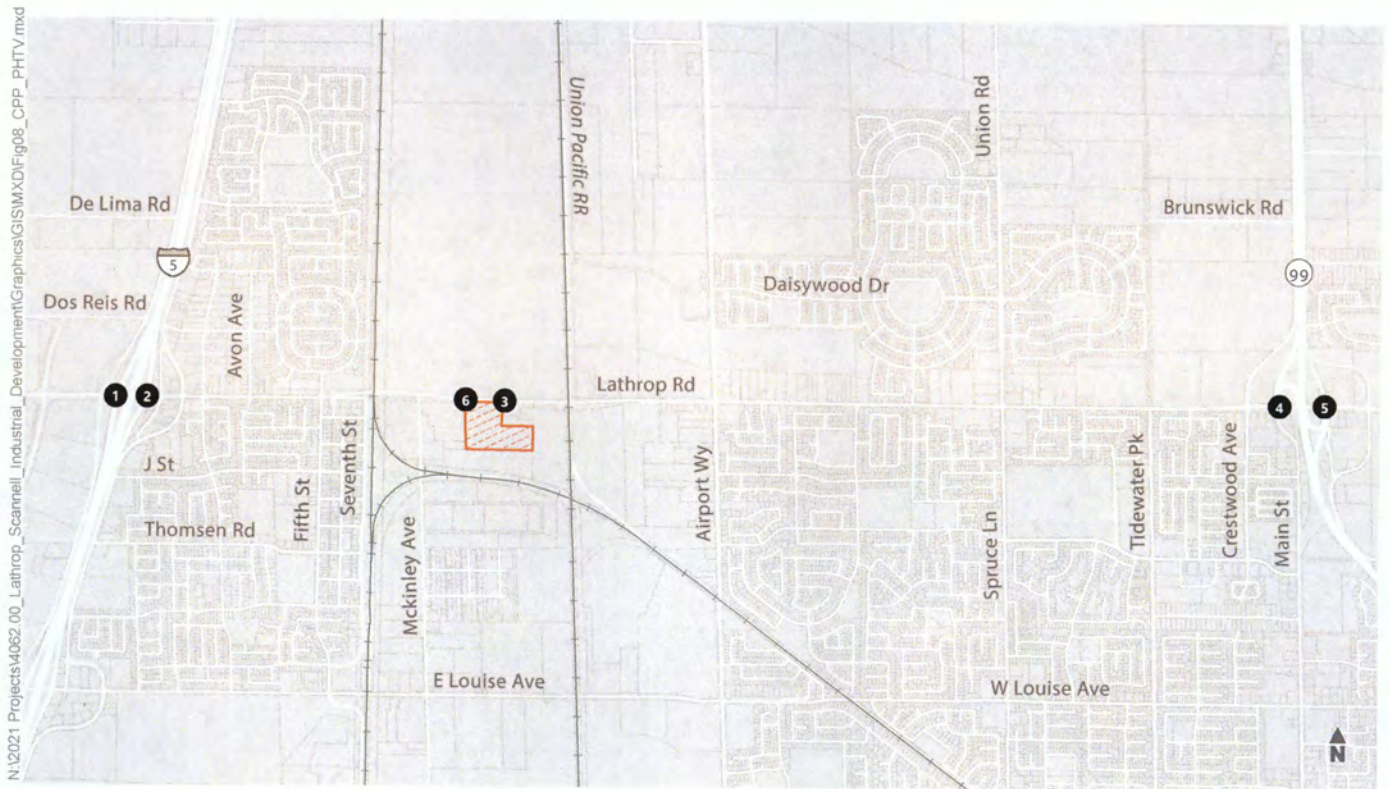 N:\2021 Projects\4062.00_Lathrop_Scannell_Industrial_Development\Graphics\GIS\MXD\Fig08_CPP_PHTV.mxd
Union Rd
Union Pacific RR
De Lima Rd
Brunswick Rd
5
99
Daisywood Dr
Dos Reis Rd
Avon Ave
Lathrop Rd
1
2
6
3
4
5
J St
Seventh St
Fifth St
Airport Wy
Tidewater Pk
Crestwood Ave
Main St
Thomsen Rd
Mckinley Ave
Spruce Ln
E Louise Ave
W Louise Ave
N